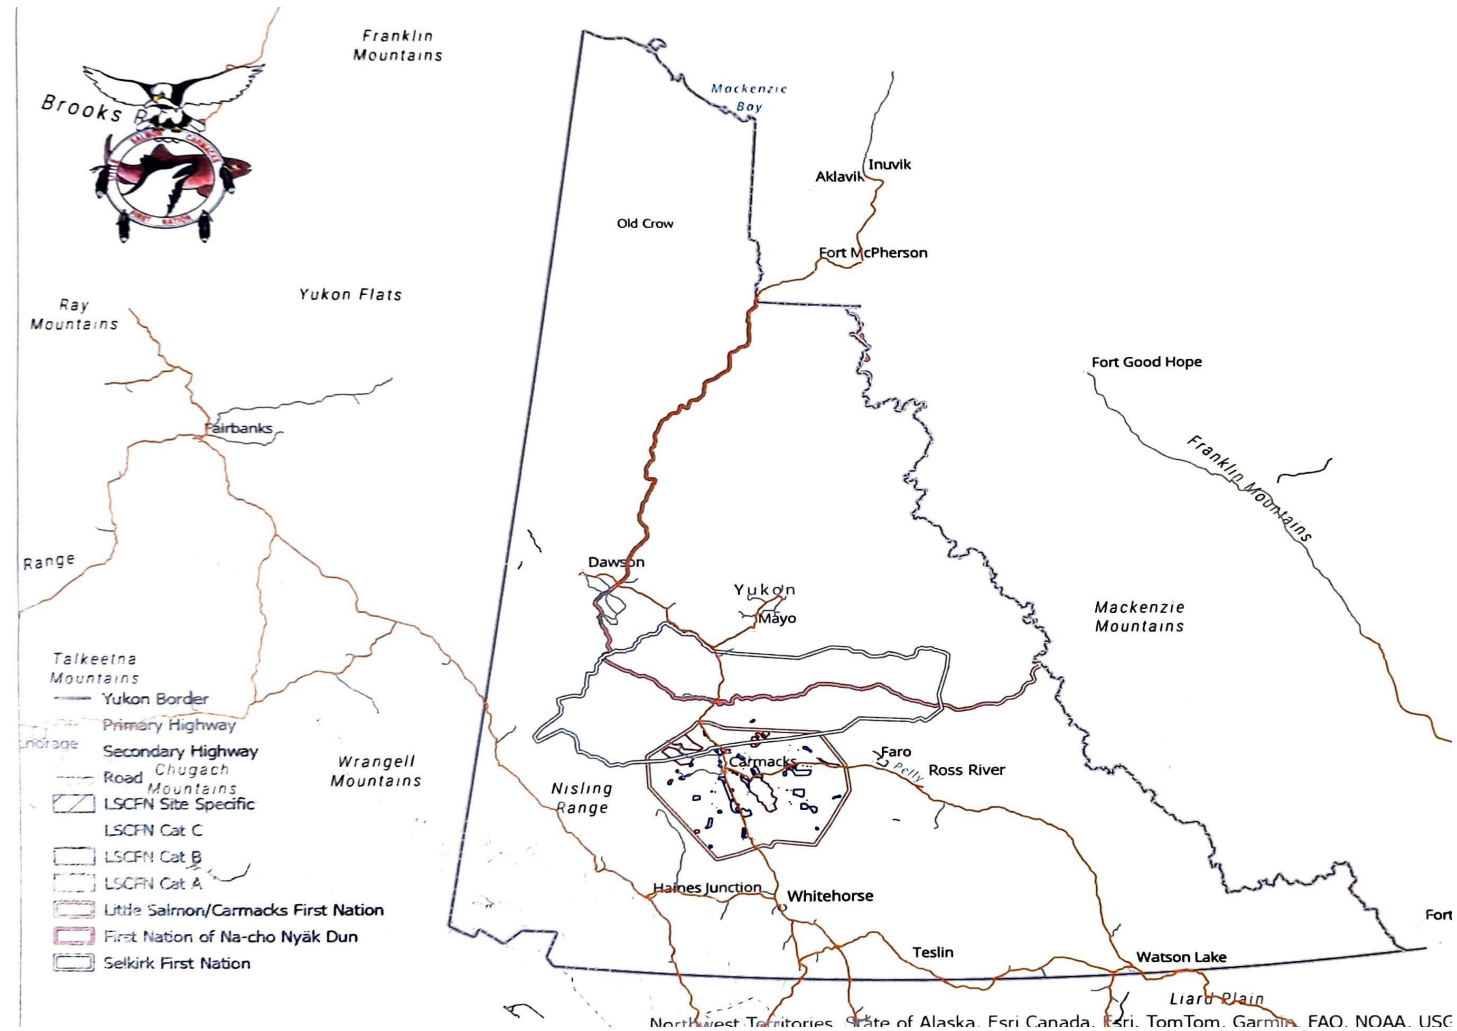 Franklin
Mountains
Mackenzie
Bay
Brooks
SALMON CARMACKS
FIRST NATION
Inuvik
Aklavik
Old Crow
Fort McPherson
Yukon Flats
Ray
Mountains
Fort Good Hope
Fairbanks
Franklin Mountains
Range
Dawson
Yukon
Mayo
Mackenzie
Mountains
Talkeetna
Mountains
Yukon Border
Primary Highway
Secondary Highway
Road
Chugach
Mountains
LSCFN Site Specific
LSCFN Cat C
LSCFN Cat B
LSCFN Cat A
Little Salmon/Carmacks First Nation
First Nation of Na-cho Nyäk Dun
Selkirk First Nation
Wrangell
Mountains
Nisling
Range
Carmacks
Faro
Pelly
Ross River
Haines Junction
Whitehorse
Teslin
Watson Lake
Fort
Liard Plain
Northwest Territories, State of Alaska, Esri Canada, Esri, TomTom, Garmin, FAO, NOAA, USG